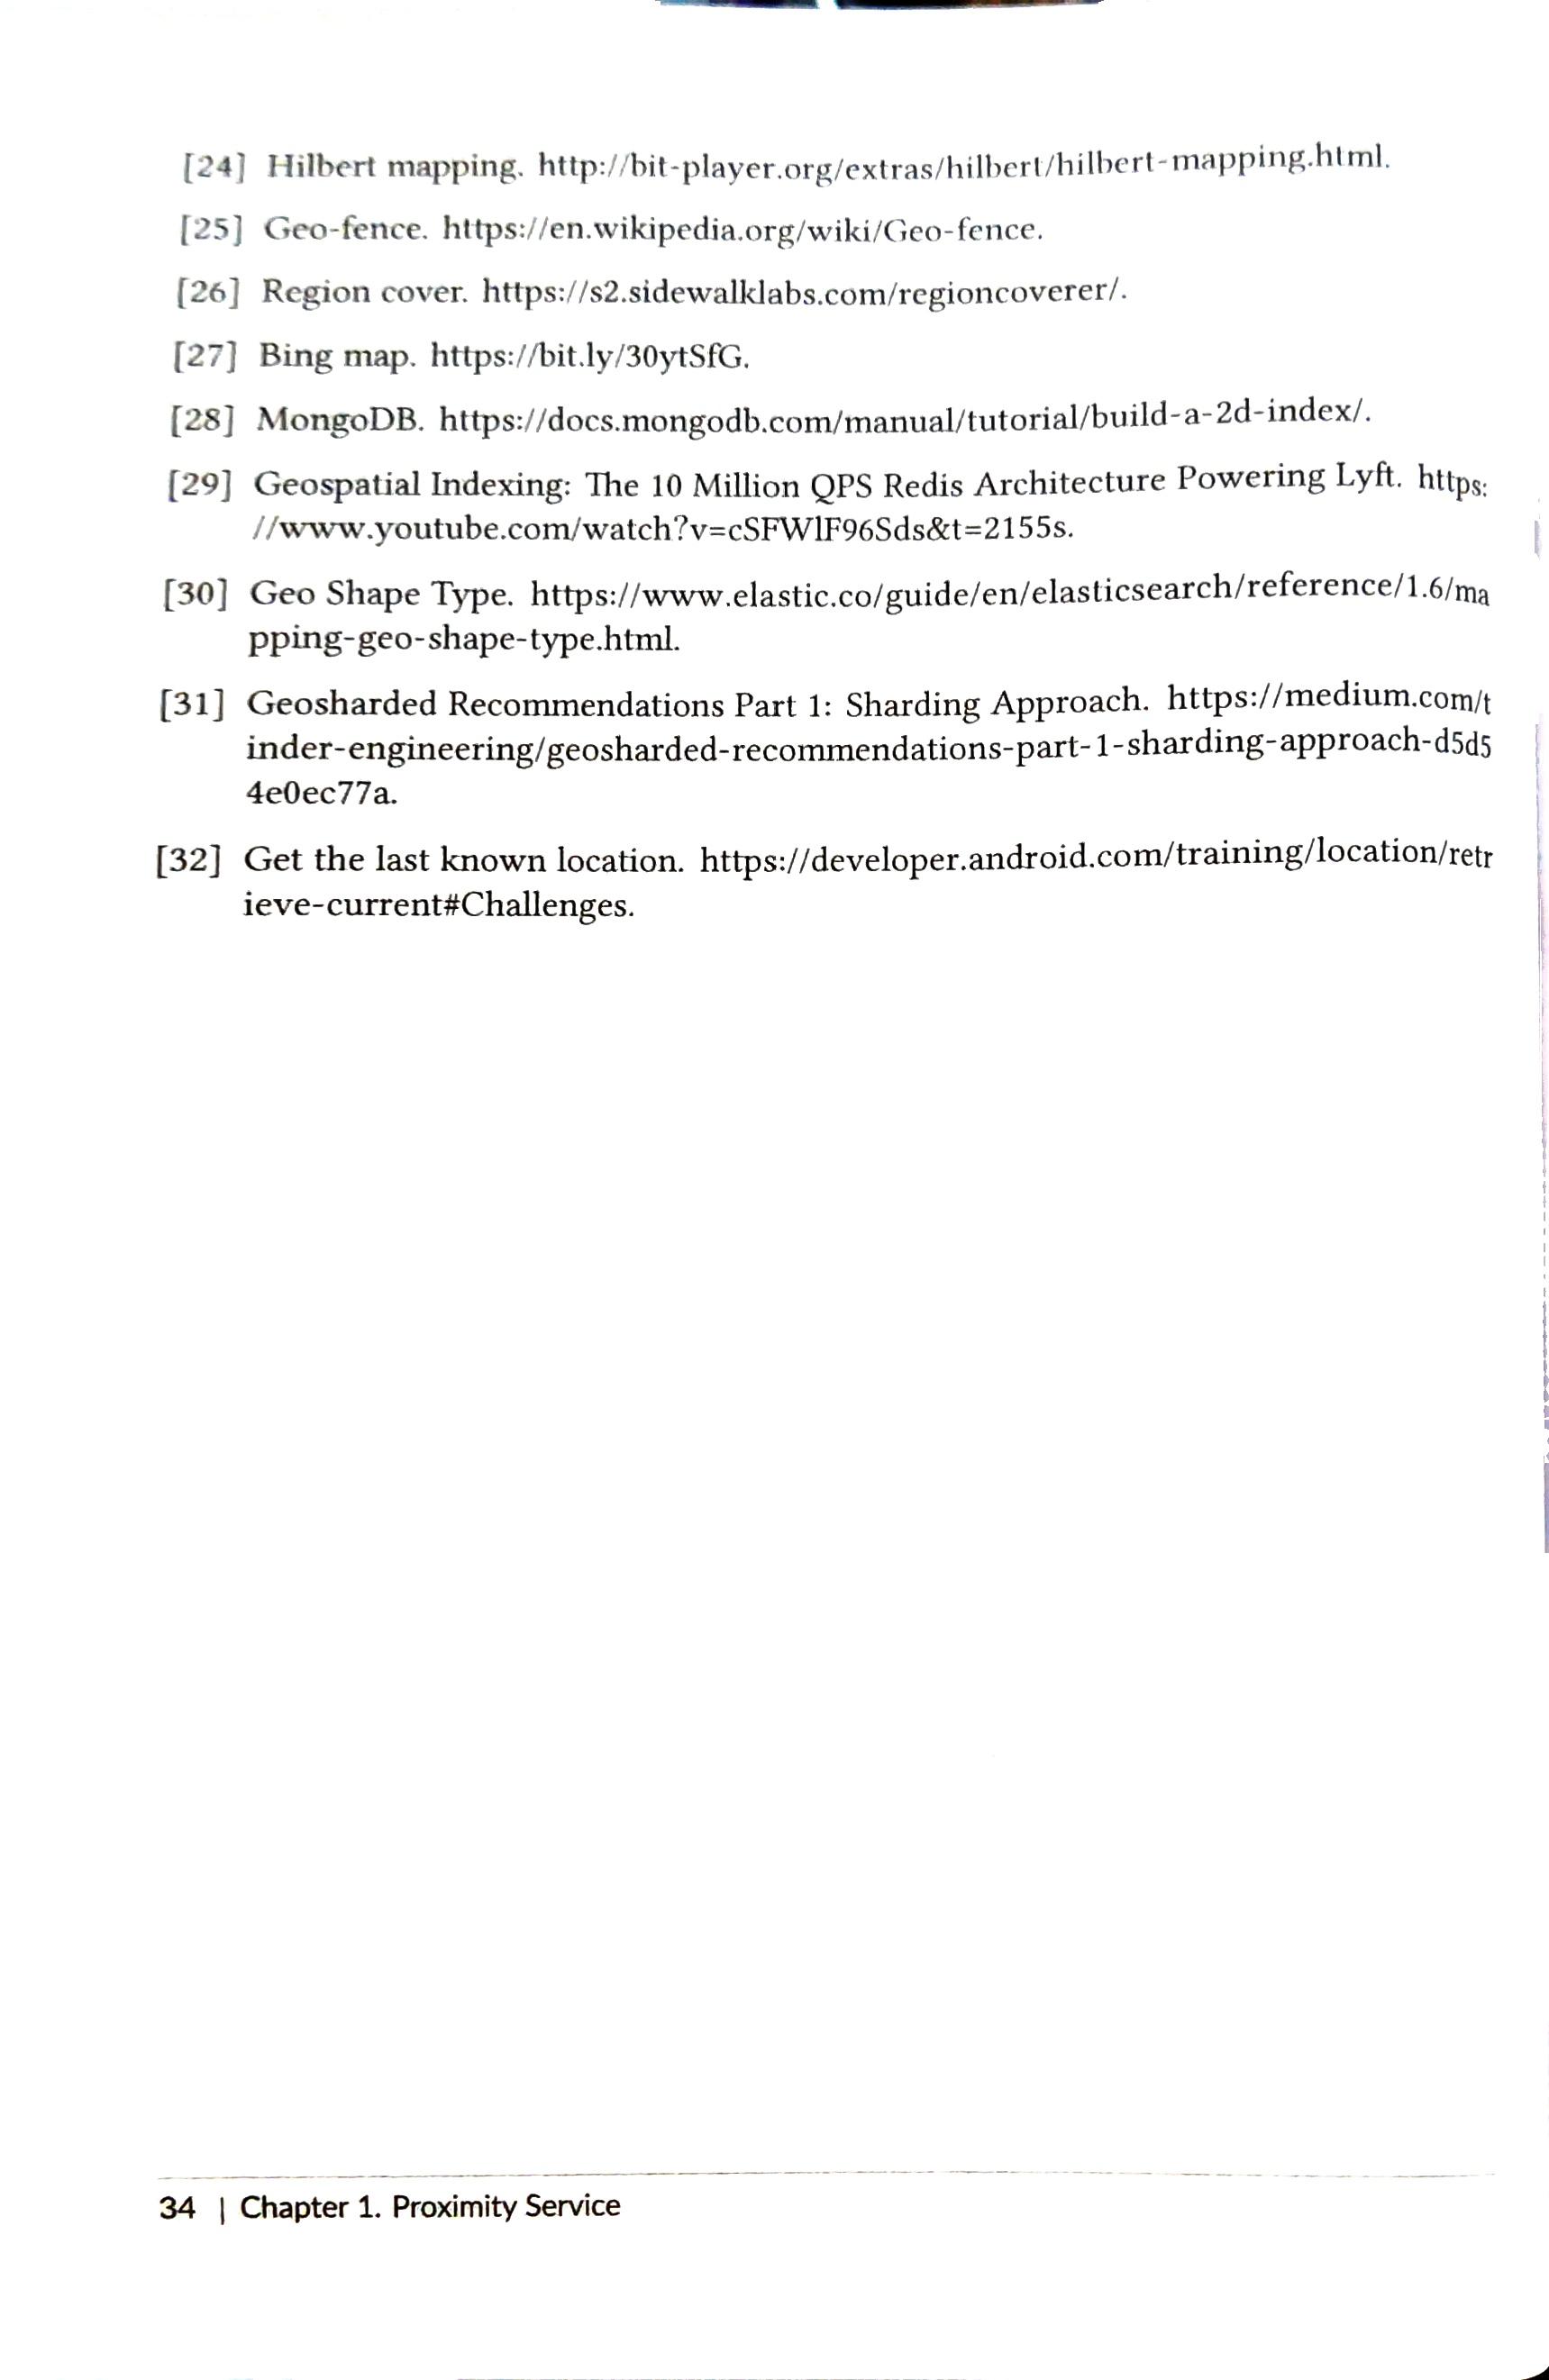 [24] Hilbert mapping. http://bit-player.org/extras/hilbert/hilbert-mapping.html.
[25] Geo-fence. https://en.wikipedia.org/wiki/Geo-fence.
[26] Region cover. https://s2.sidewalklabs.com/regioncoverer/.
[27] Bing map. https://bit.ly/30ytSfG.
[28] MongoDB. https://docs.mongodb.com/manual/tutorial/build-a-2d-index/.
[29] Geospatial Indexing: The 10 Million QPS Redis Architecture Powering Lyft. https:
//www.youtube.com/watch?v=cSFWlF96Sds&t=2155s.
[30] Geo Shape Type. https://www.elastic.co/guide/en/elasticsearch/reference/1.6/ma
pping-geo-shape-type.html.
[31] Geosharded Recommendations Part 1: Sharding Approach. https://medium.com/t
inder-engineering/geosharded-recommendations-part-1-sharding-approach-d5d5
4e0ec77a.
[32] Get the last known location. https://developer.android.com/training/location/retr
ieve-current#Challenges.
34 | Chapter 1. Proximity Service